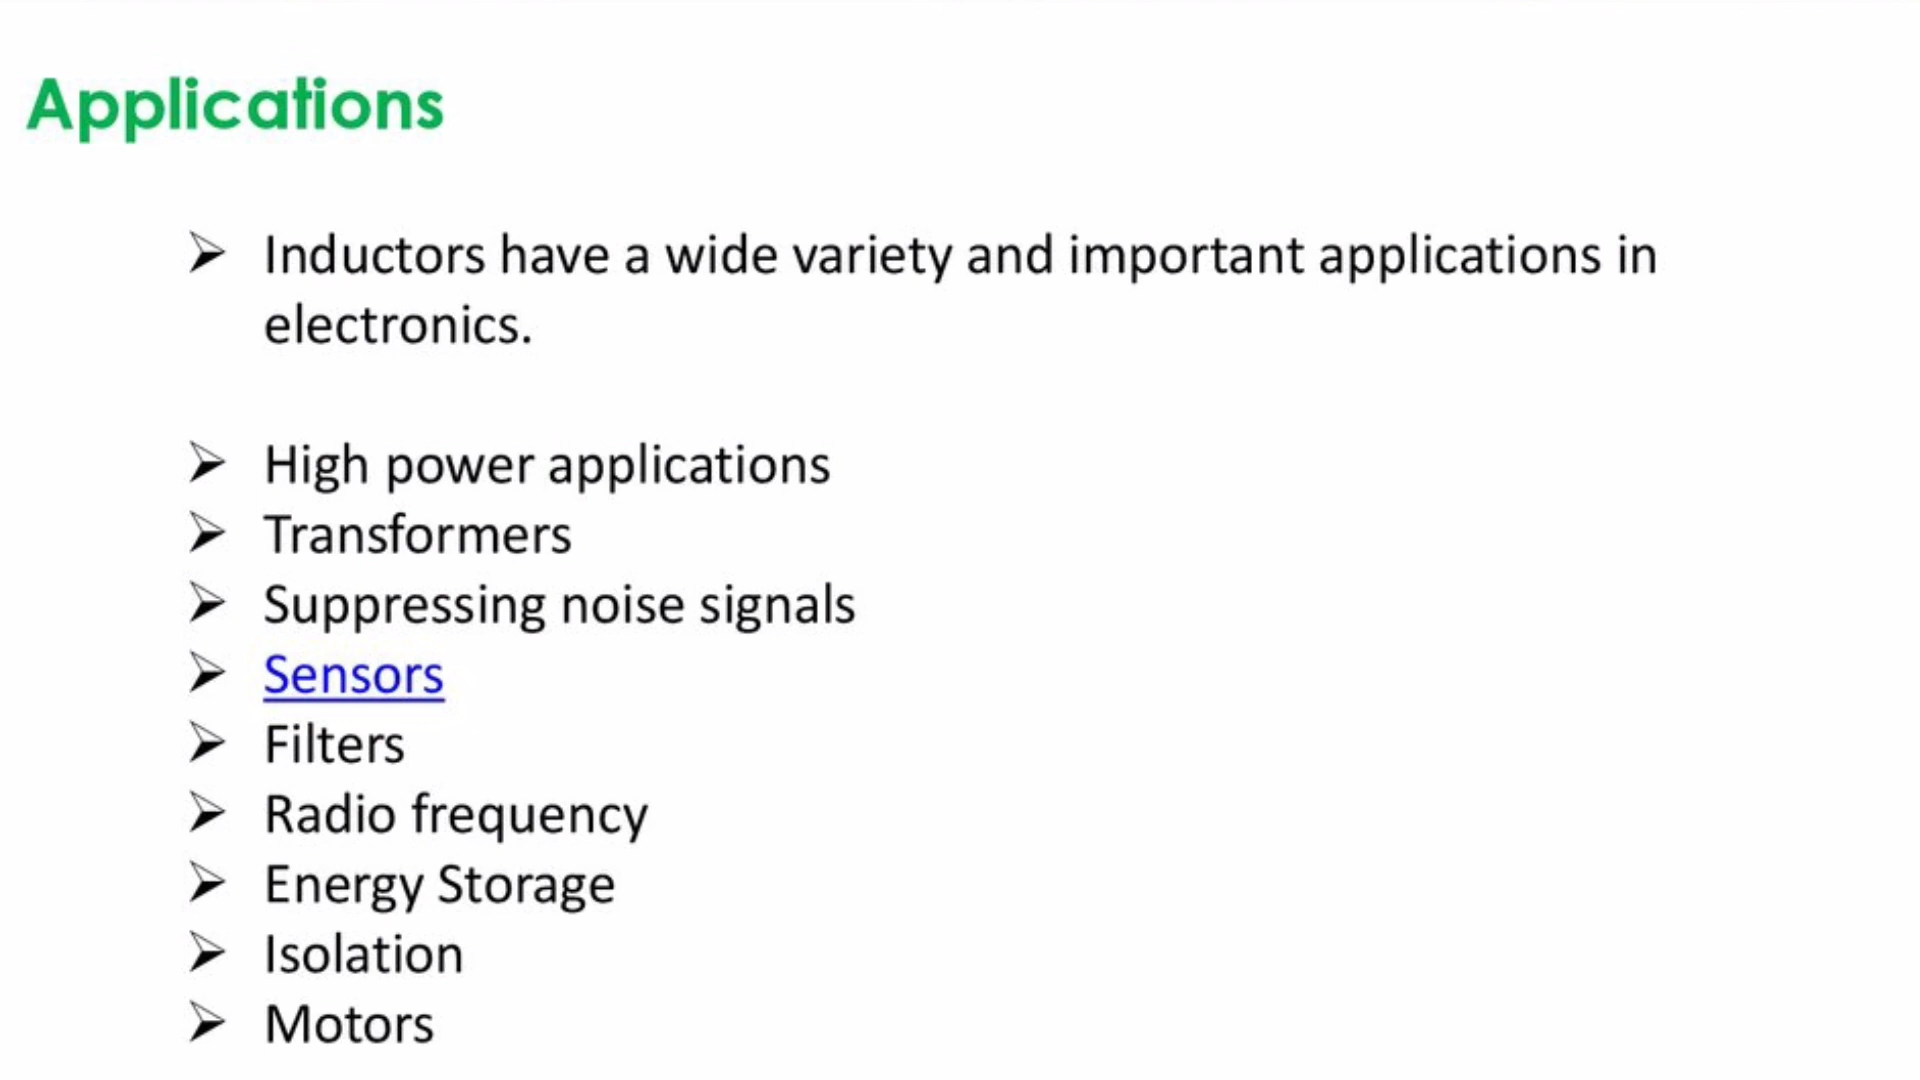 Applications
➢ Inductors have a wide variety and important applications in
electronics.
➢ High power applications
➢ Transformers
➢ Suppressing noise signals
➢ Sensors
➢ Filters
➢ Radio frequency
➢ Energy Storage
➢ Isolation
➢ Motors